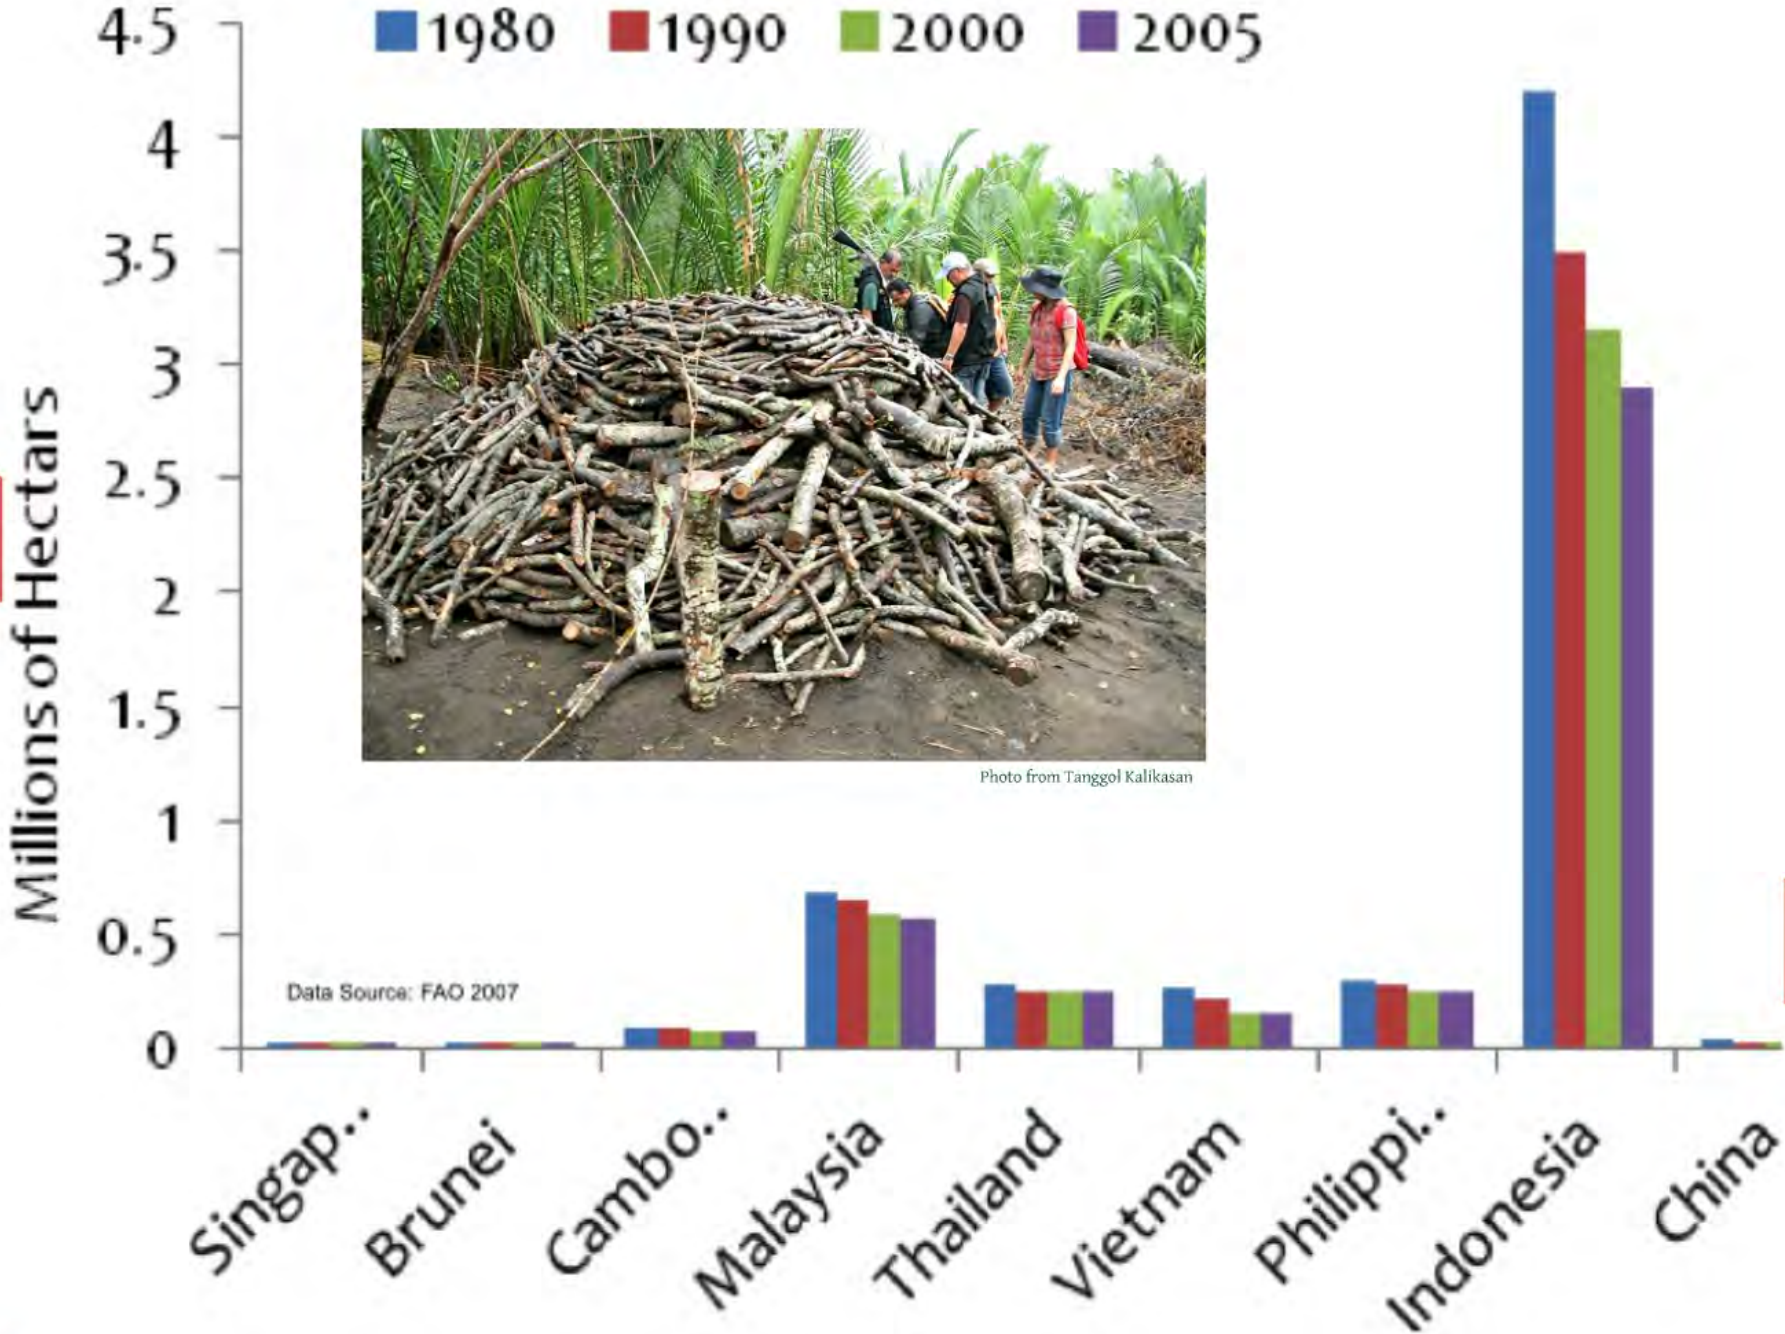 1980 1990 2000 2005
4.5
4
3.5
3
2.5
2
1.5
1
0.5
0
Millions of Hectars
Photo from Tanggol Kalikasan
Data Source: FAO 2007
Singap..
Brunei
Cambo..
Malaysia
Thailand
Vietnam
Philippi..
Indonesia
China